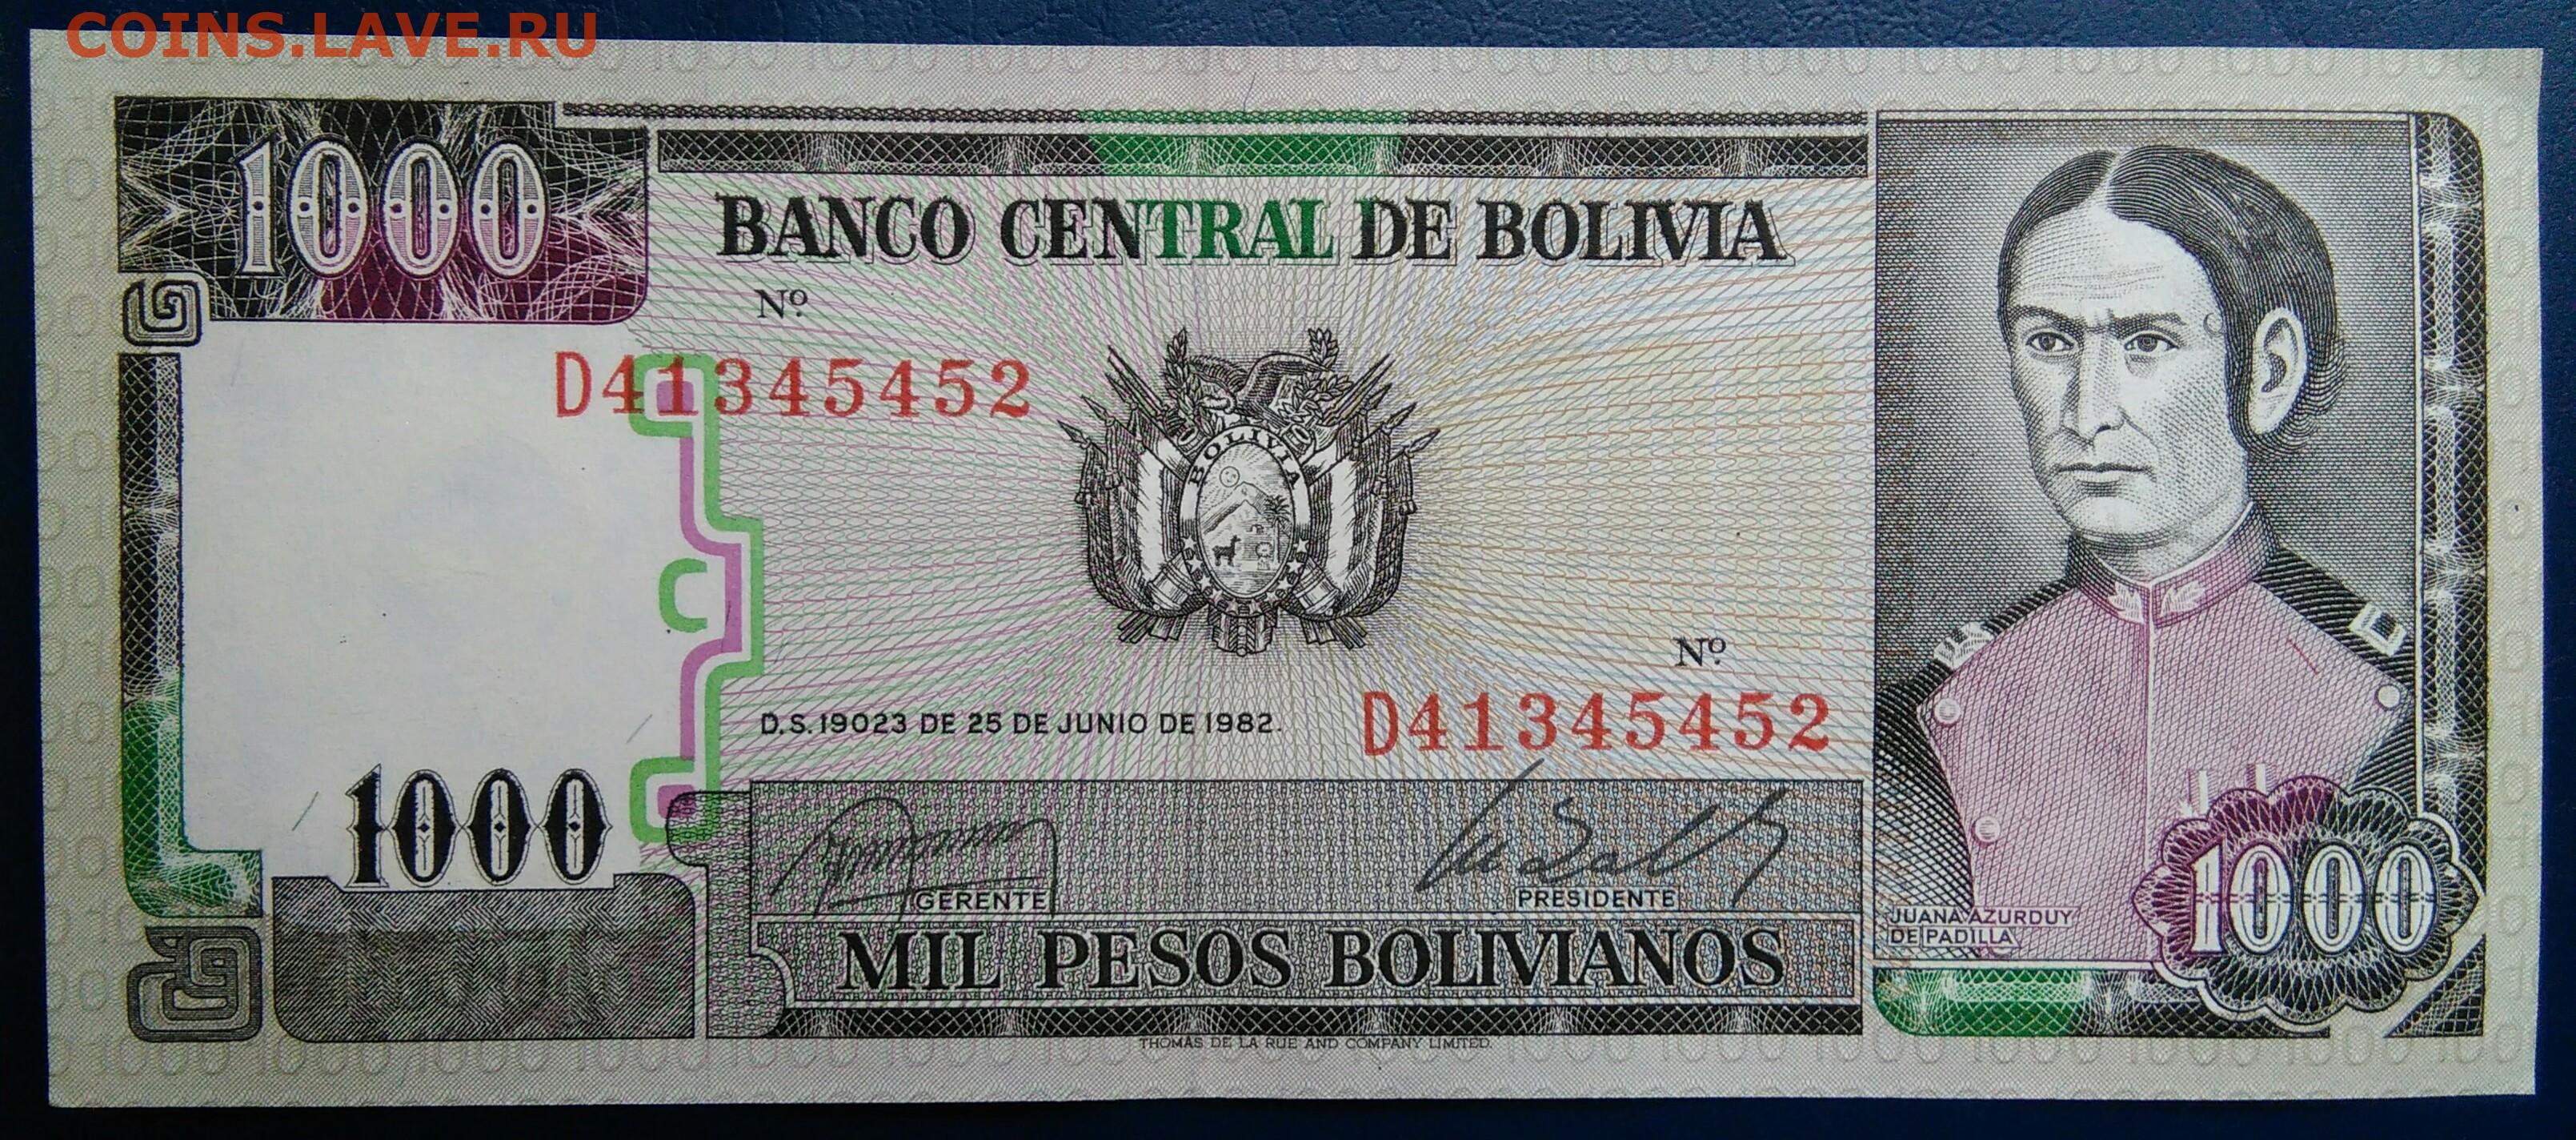 COINS.LAVE.RU
1000
BANCO CENTRAL DE BOLIVIA
Nº
D41345452
BOLIVIA
Nº
D41345452
D.S. 19023 DE 25 DE JUNIO DE 1982.
1000
GERENTE
PRESIDENTE
MIL PESOS BOLIVIANOS
JUANA AZURDUY
DE PADILLA
1000
THOMAS DE LA RUE AND COMPANY LIMITED.